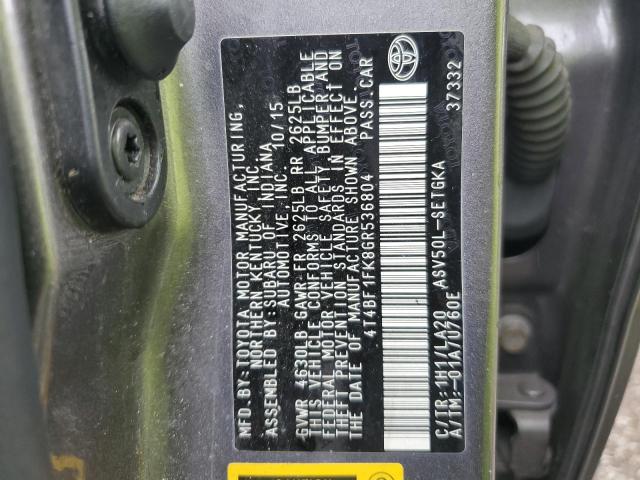 MFD. BY: TOYOTA MOTOR MANUFACTURING,
NORTHERN KENTUCKY, INC.
ASSEMBLED BY: SUBARU OF INDIANA
AUTOMOTIVE, INC. 10/15
GVWR 4630LB GAWR-FR 2625LB RR 2625LB
THIS VEHICLE CONFORMS TO ALL APPLICABLE
FEDERAL MOTOR VEHICLE SAFETY, BUMPER, AND
THEFT PREVENTION STANDARDS IN EFFECT ON
THE DATE OF MANUFACTURE SHOWN ABOVE.
4T4BF1FK8GR536804 PASS. CAR
C/TR: 1H1/LA20 ASV50L-SETGKA
A/TM: -01A/U760E 37332